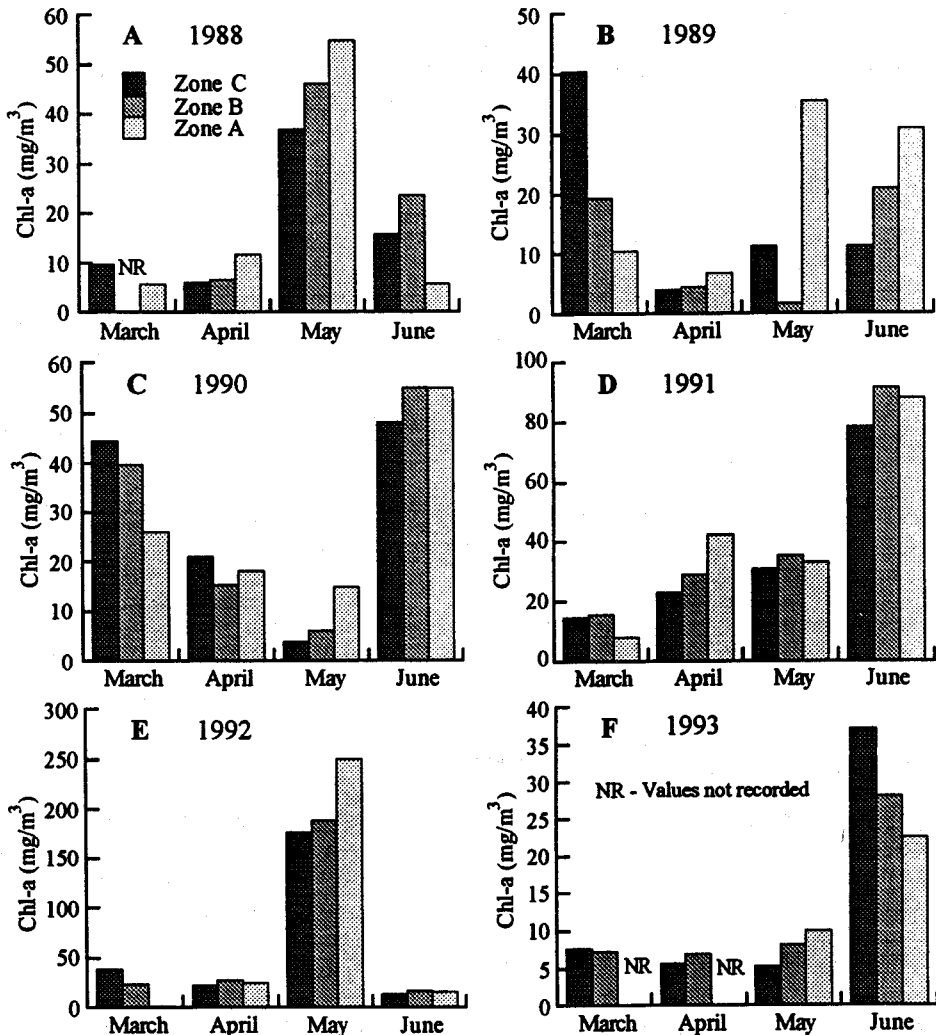 A 1988
Zone C
Zone B
Zone A
Chl-a (mg/m³)
60
50
40
30
20
10
0
NR
March April May June
B 1989
Chl-a (mg/m³)
50
40
30
20
10
0
March April May June
C 1990
Chl-a (mg/m³)
60
50
40
30
20
10
0
March April May June
D 1991
Chl-a (mg/m³)
100
80
60
40
20
0
March April May June
E 1992
Chl-a (mg/m³)
300
250
200
150
100
50
0
March April May June
F 1993
NR - Values not recorded
Chl-a (mg/m³)
40
35
30
25
20
15
10
5
0
NR NR
March April May June